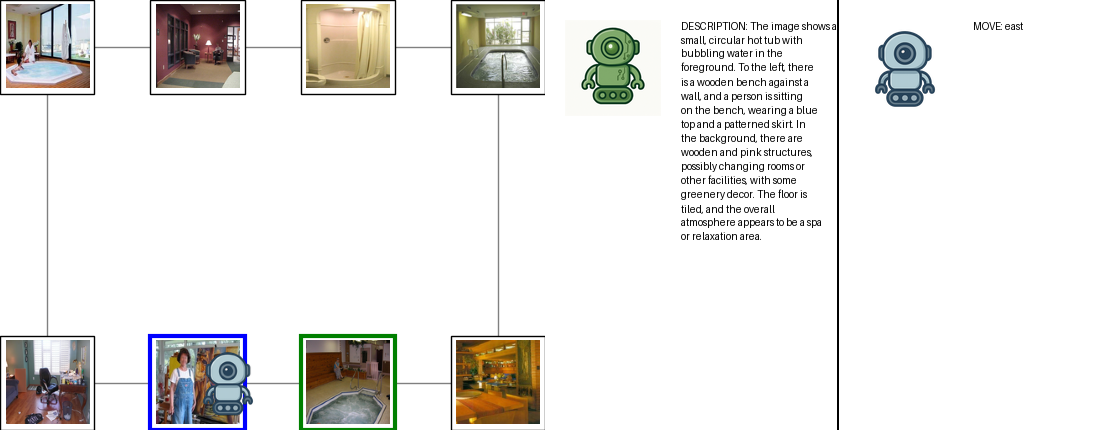 DESCRIPTION: The image shows a
small, circular hot tub with
bubbling water in the
foreground. To the left, there
is a wooden bench against a
wall, and a person is sitting
on the bench, wearing a blue
top and a patterned skirt. In
the background, there are
wooden and pink structures,
possibly changing rooms or
other facilities, with some
greenery decor. The floor is
tiled, and the overall
atmosphere appears to be a spa
or relaxation area.
MOVE: east